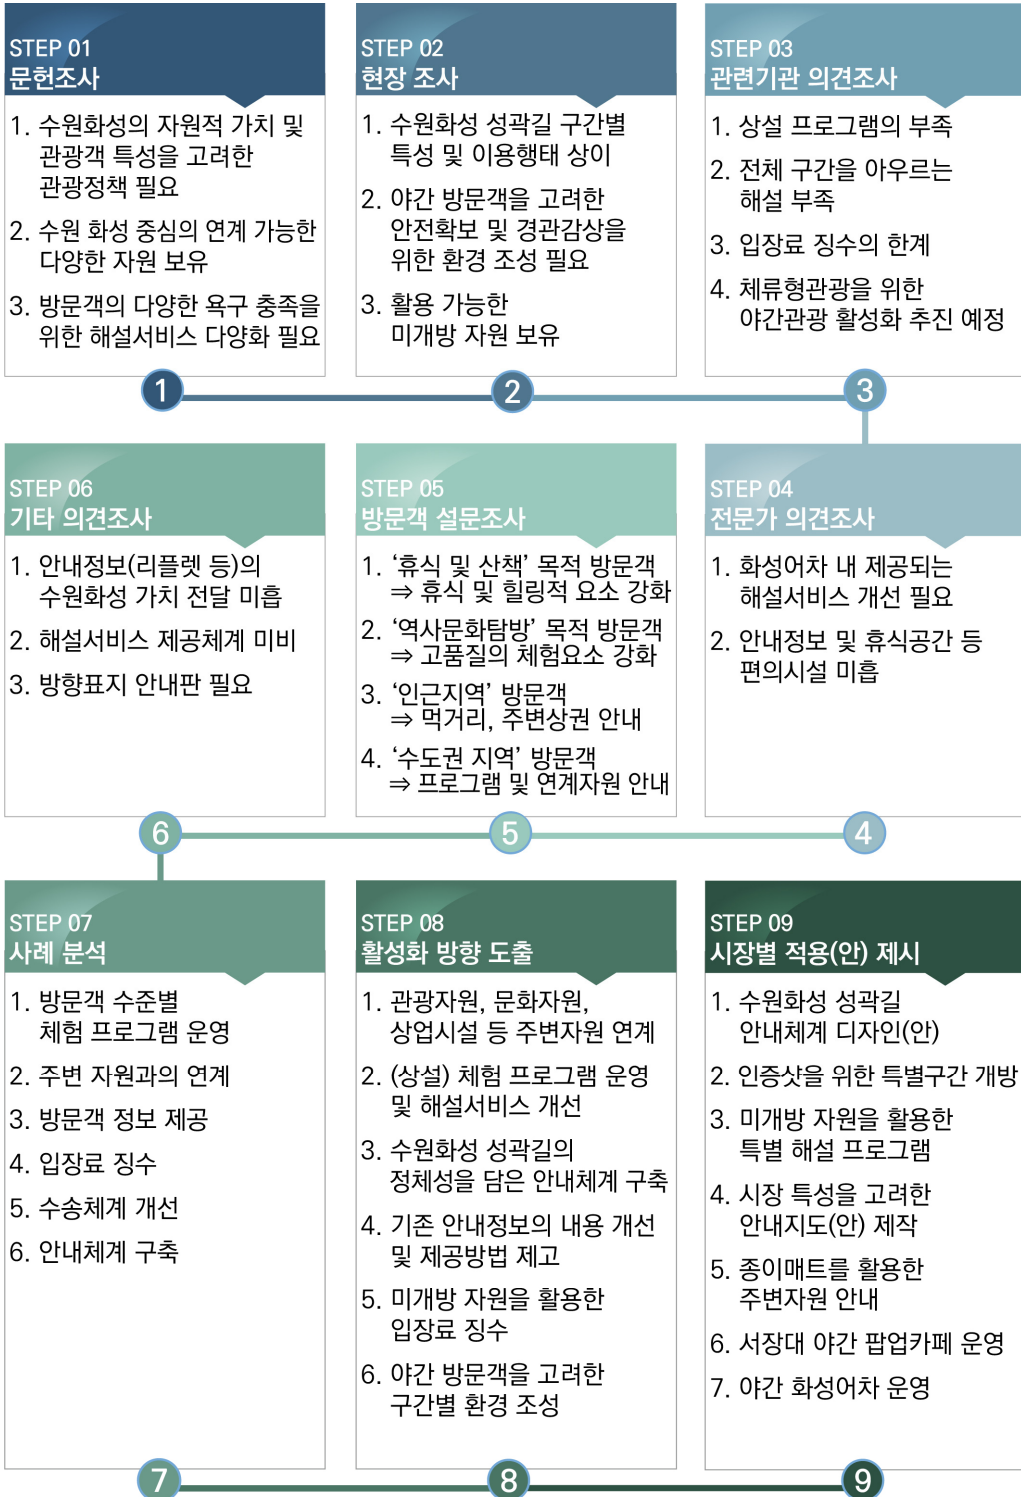 STEP 01
문헌조사
1. 수원화성의 자원적 가치 및
관광객 특성을 고려한
관광정책 필요
2. 수원 화성 중심의 연계 가능한
다양한 자원 보유
3. 방문객의 다양한 욕구 충족을
위한 해설서비스 다양화 필요
1
STEP 02
현장 조사
1. 수원화성 성곽길 구간별
특성 및 이용행태 상이
2. 야간 방문객을 고려한
안전확보 및 경관감상을
위한 환경 조성 필요
3. 활용 가능한
미개방 자원 보유
2
STEP 03
관련기관 의견조사
1. 상설 프로그램의 부족
2. 전체 구간을 아우르는
해설 부족
3. 입장료 징수의 한계
4. 체류형관광을 위한
야간관광 활성화 추진 예정
3
STEP 04
전문가 의견조사
1. 화성어차 내 제공되는
해설서비스 개선 필요
2. 안내정보 및 휴식공간 등
편의시설 미흡
4
STEP 05
방문객 설문조사
1. ‘휴식 및 산책’ 목적 방문객
⇒ 휴식 및 힐링적 요소 강화
2. ‘역사문화탐방’ 목적 방문객
⇒ 고품질의 체험요소 강화
3. ‘인근지역’ 방문객
⇒ 먹거리, 주변상권 안내
4. ‘수도권 지역’ 방문객
⇒ 프로그램 및 연계자원 안내
5
STEP 06
기타 의견조사
1. 안내정보(리플렛 등)의
수원화성 가치 전달 미흡
2. 해설서비스 제공체계 미비
3. 방향표지 안내판 필요
6
STEP 07
사례 분석
1. 방문객 수준별
체험 프로그램 운영
2. 주변 자원과의 연계
3. 방문객 정보 제공
4. 입장료 징수
5. 수송체계 개선
6. 안내체계 구축
7
STEP 08
활성화 방향 도출
1. 관광자원, 문화자원,
상업시설 등 주변자원 연계
2. (상설) 체험 프로그램 운영
및 해설서비스 개선
3. 수원화성 성곽길의
정체성을 담은 안내체계 구축
4. 기존 안내정보의 내용 개선
및 제공방법 제고
5. 미개방 자원을 활용한
입장료 징수
6. 야간 방문객을 고려한
구간별 환경 조성
8
STEP 09
시장별 적용(안) 제시
1. 수원화성 성곽길
안내체계 디자인(안)
2. 인증샷을 위한 특별구간 개방
3. 미개방 자원을 활용한
특별 해설 프로그램
4. 시장 특성을 고려한
안내지도(안) 제작
5. 종이매트를 활용한
주변자원 안내
6. 서장대 야간 팝업카페 운영
7. 야간 화성어차 운영
9